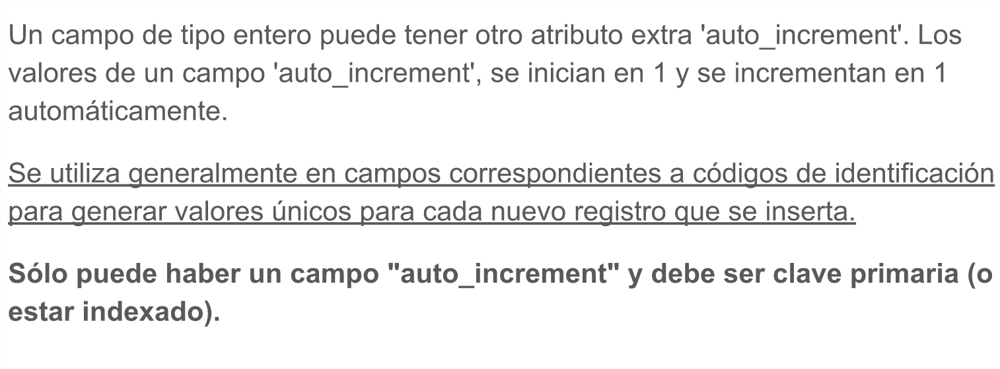 Un campo de tipo entero puede tener otro atributo extra 'auto_increment'. Los
valores de un campo 'auto_increment', se inician en 1 y se incrementan en 1
automáticamente.
Se utiliza generalmente en campos correspondientes a códigos de identificación
para generar valores únicos para cada nuevo registro que se inserta.
Sólo puede haber un campo "auto_increment" y debe ser clave primaria (o
estar indexado).